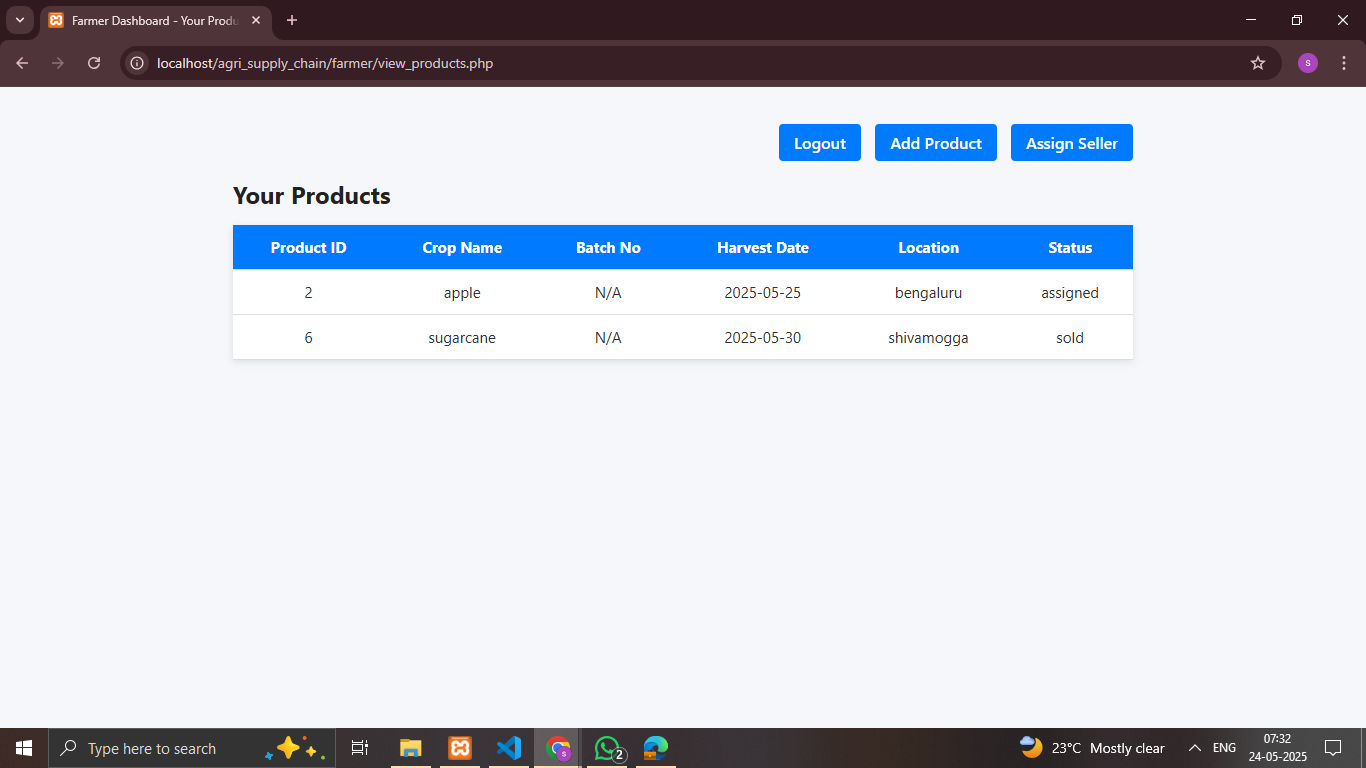 Farmer Dashboard - Your Produ
localhost/agri_supply_chain/farmer/view_products.php
s
Logout Add Product Assign Seller
Your Products
Product ID Crop Name Batch No Harvest Date Location Status
2 apple N/A 2025-05-25 bengaluru assigned
6 sugarcane N/A 2025-05-30 shivamogga sold
Type here to search
s
2
23°C Mostly clear
ENG
07:32
24-05-2025